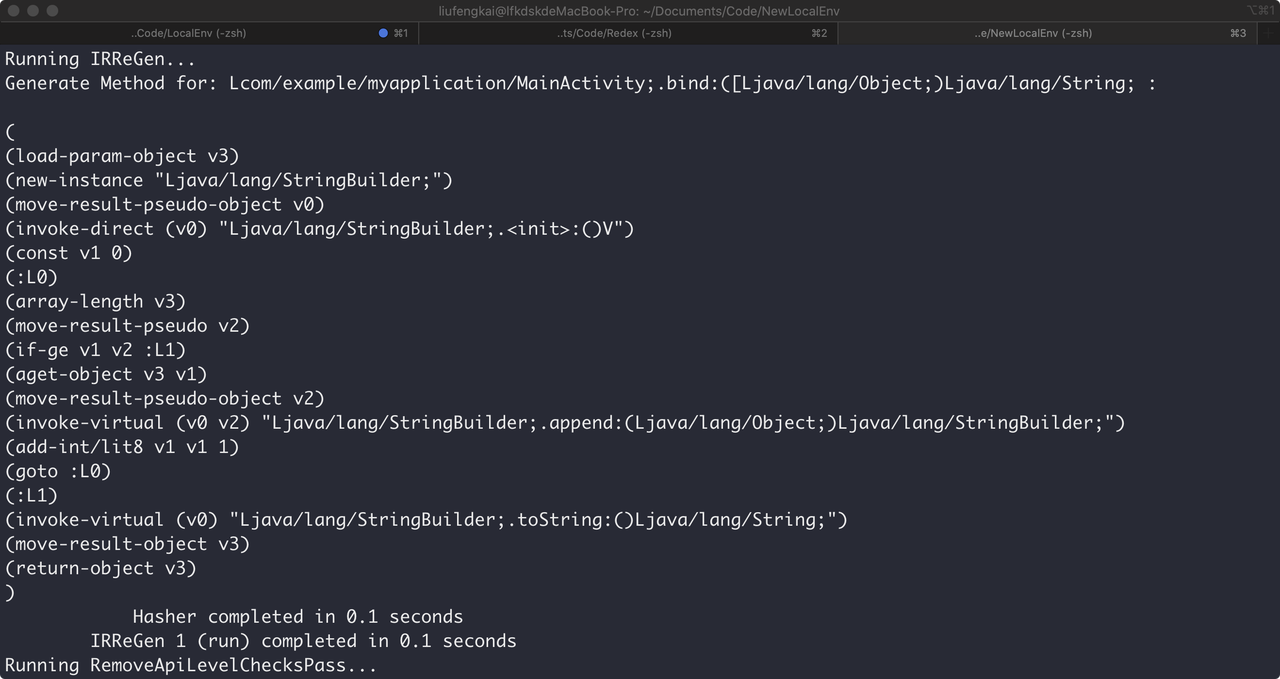 liufengkai@lfkdskdeMacBook-Pro: ~/Documents/Code/NewLocalEnv
⌥⌘1
..Code/LocalEnv (-zsh)
⌘1
..ts/Code/Redex (-zsh)
⌘2
..e/NewLocalEnv (-zsh)
⌘3
Running IRReGen...
Generate Method for: Lcom/example/myapplication/MainActivity;.bind:([Ljava/lang/Object;)Ljava/lang/String; :
(
(load-param-object v3)
(new-instance "Ljava/lang/StringBuilder;")
(move-result-pseudo-object v0)
(invoke-direct (v0) "Ljava/lang/StringBuilder;.<init>:()V")
(const v1 0)
(:L0)
(array-length v3)
(move-result-pseudo v2)
(if-ge v1 v2 :L1)
(aget-object v3 v1)
(move-result-pseudo-object v2)
(invoke-virtual (v0 v2) "Ljava/lang/StringBuilder;.append:(Ljava/lang/Object;)Ljava/lang/StringBuilder;")
(add-int/lit8 v1 v1 1)
(goto :L0)
(:L1)
(invoke-virtual (v0) "Ljava/lang/StringBuilder;.toString:()Ljava/lang/String;")
(move-result-object v3)
(return-object v3)
)
Hasher completed in 0.1 seconds
IRReGen 1 (run) completed in 0.1 seconds
Running RemoveApiLevelChecksPass...